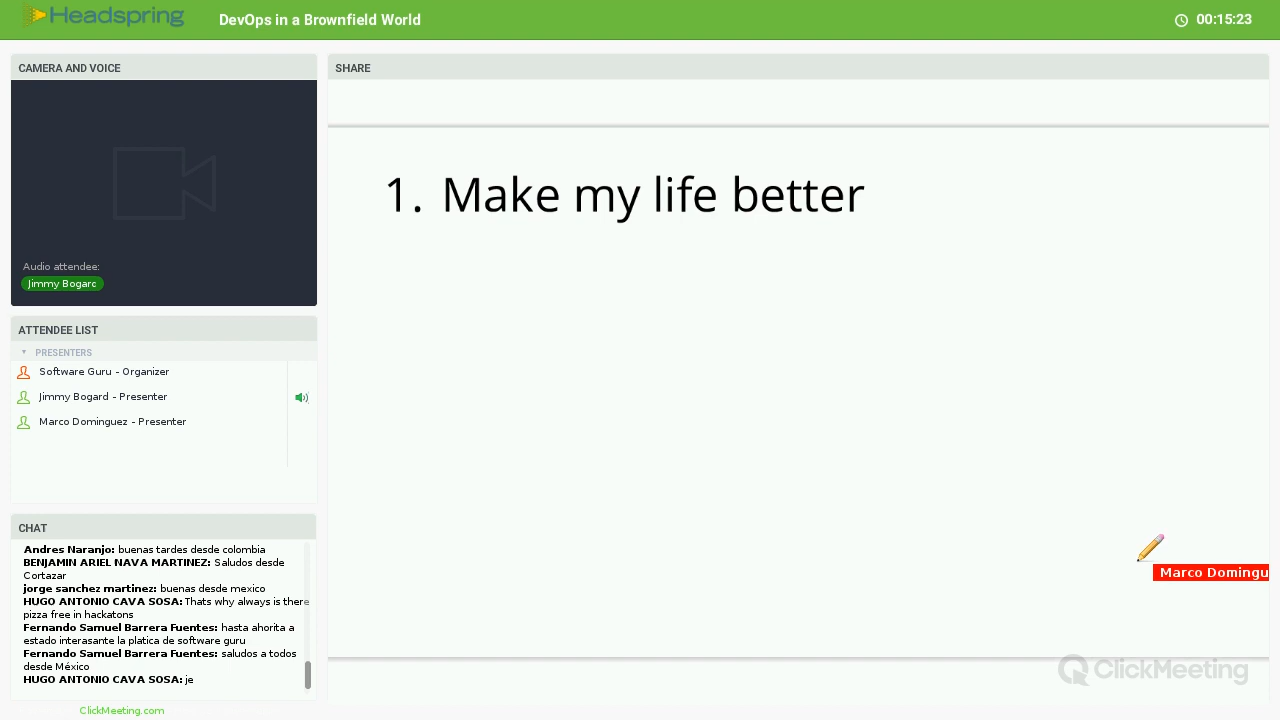 Headspring
DevOps in a Brownfield World
00:15:23
CAMERA AND VOICE
Audio attendee:
Jimmy Bogarc
ATTENDEE LIST
PRESENTERS
Software Guru - Organizer
Jimmy Bogard - Presenter
Marco Dominguez - Presenter
CHAT
Andres Naranjo: buenas tardes desde colombia
BENJAMIN ARIEL NAVA MARTINEZ: Saludos desde
Cortazar
jorge sanchez martinez: buenas desde mexico
HUGO ANTONIO CAVA SOSA: Thats why always is there
pizza free in hackatons
Fernando Samuel Barrera Fuentes: hasta ahorita a
estado interasante la platica de software guru
Fernando Samuel Barrera Fuentes: saludos a todos
desde México
HUGO ANTONIO CAVA SOSA: je
ClickMeeting.com
SHARE
1. Make my life better
Marco Domingu
ClickMeeting